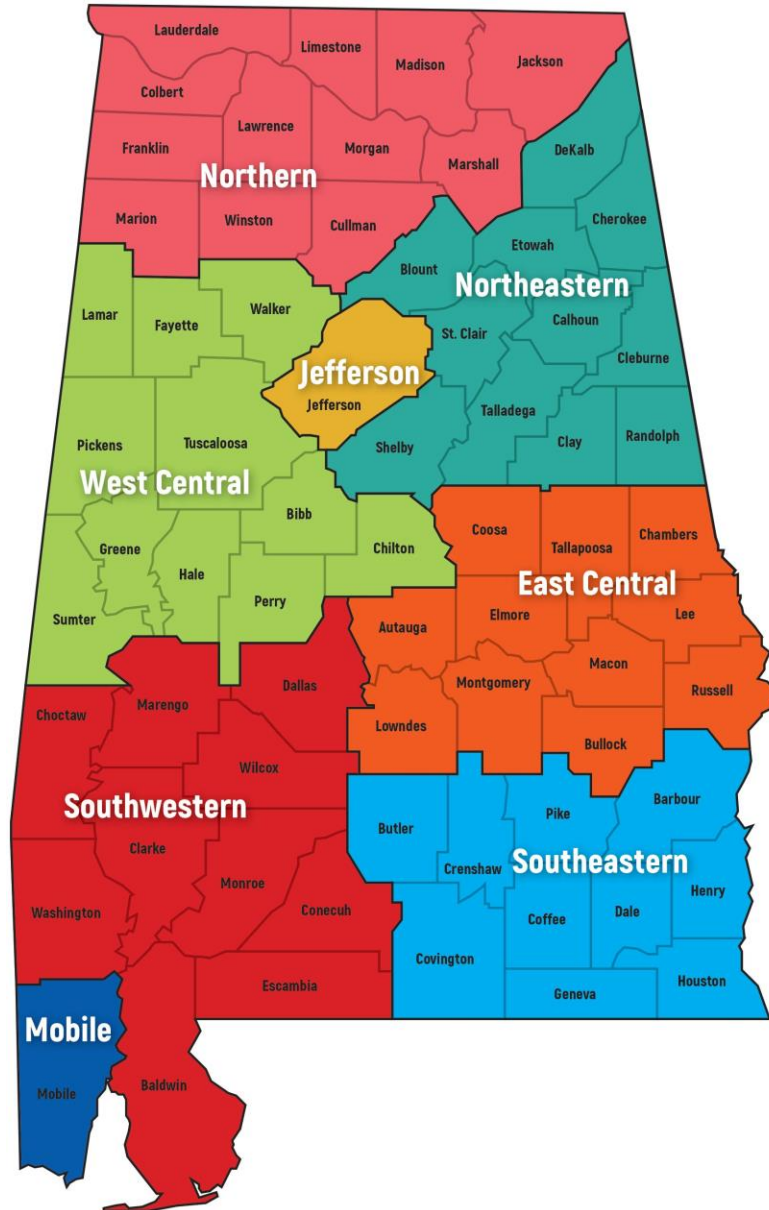 Lauderdale
Limestone
Madison
Jackson
Colbert
Lawrence
Franklin
Morgan
Marshall
Northern
Marion
Winston
Cullman
DeKalb
Cherokee
Etowah
Blount
Northeastern
Calhoun
St. Clair
Cleburne
Talladega
Shelby
Clay
Randolph
Lamar
Fayette
Walker
Jefferson
Jefferson
Pickens
Tuscaloosa
West Central
Bibb
Greene
Chilton
Hale
Sumter
Perry
Coosa
Tallapoosa
Chambers
East Central
Autauga
Elmore
Lee
Macon
Montgomery
Russell
Lowndes
Bullock
Choctaw
Marengo
Dallas
Wilcox
Southwestern
Clarke
Monroe
Washington
Conecuh
Escambia
Baldwin
Butler
Crenshaw
Pike
Barbour
Southeastern
Henry
Coffee
Dale
Covington
Geneva
Houston
Mobile
Mobile